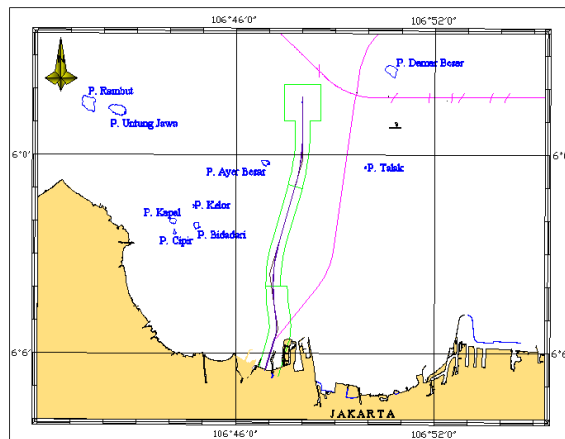 106°46'0"
106°52'0"
P. Damar Besar
P. Rambut
P. Untung Jawa
6°0
6°0
P. Ayer Besar
P. Talak
P. Kelor
P. Kapal
P. Cipir
P. Bidadari
6°6'
6°6'
JAKARTA
106°46'0"
106°52'0"